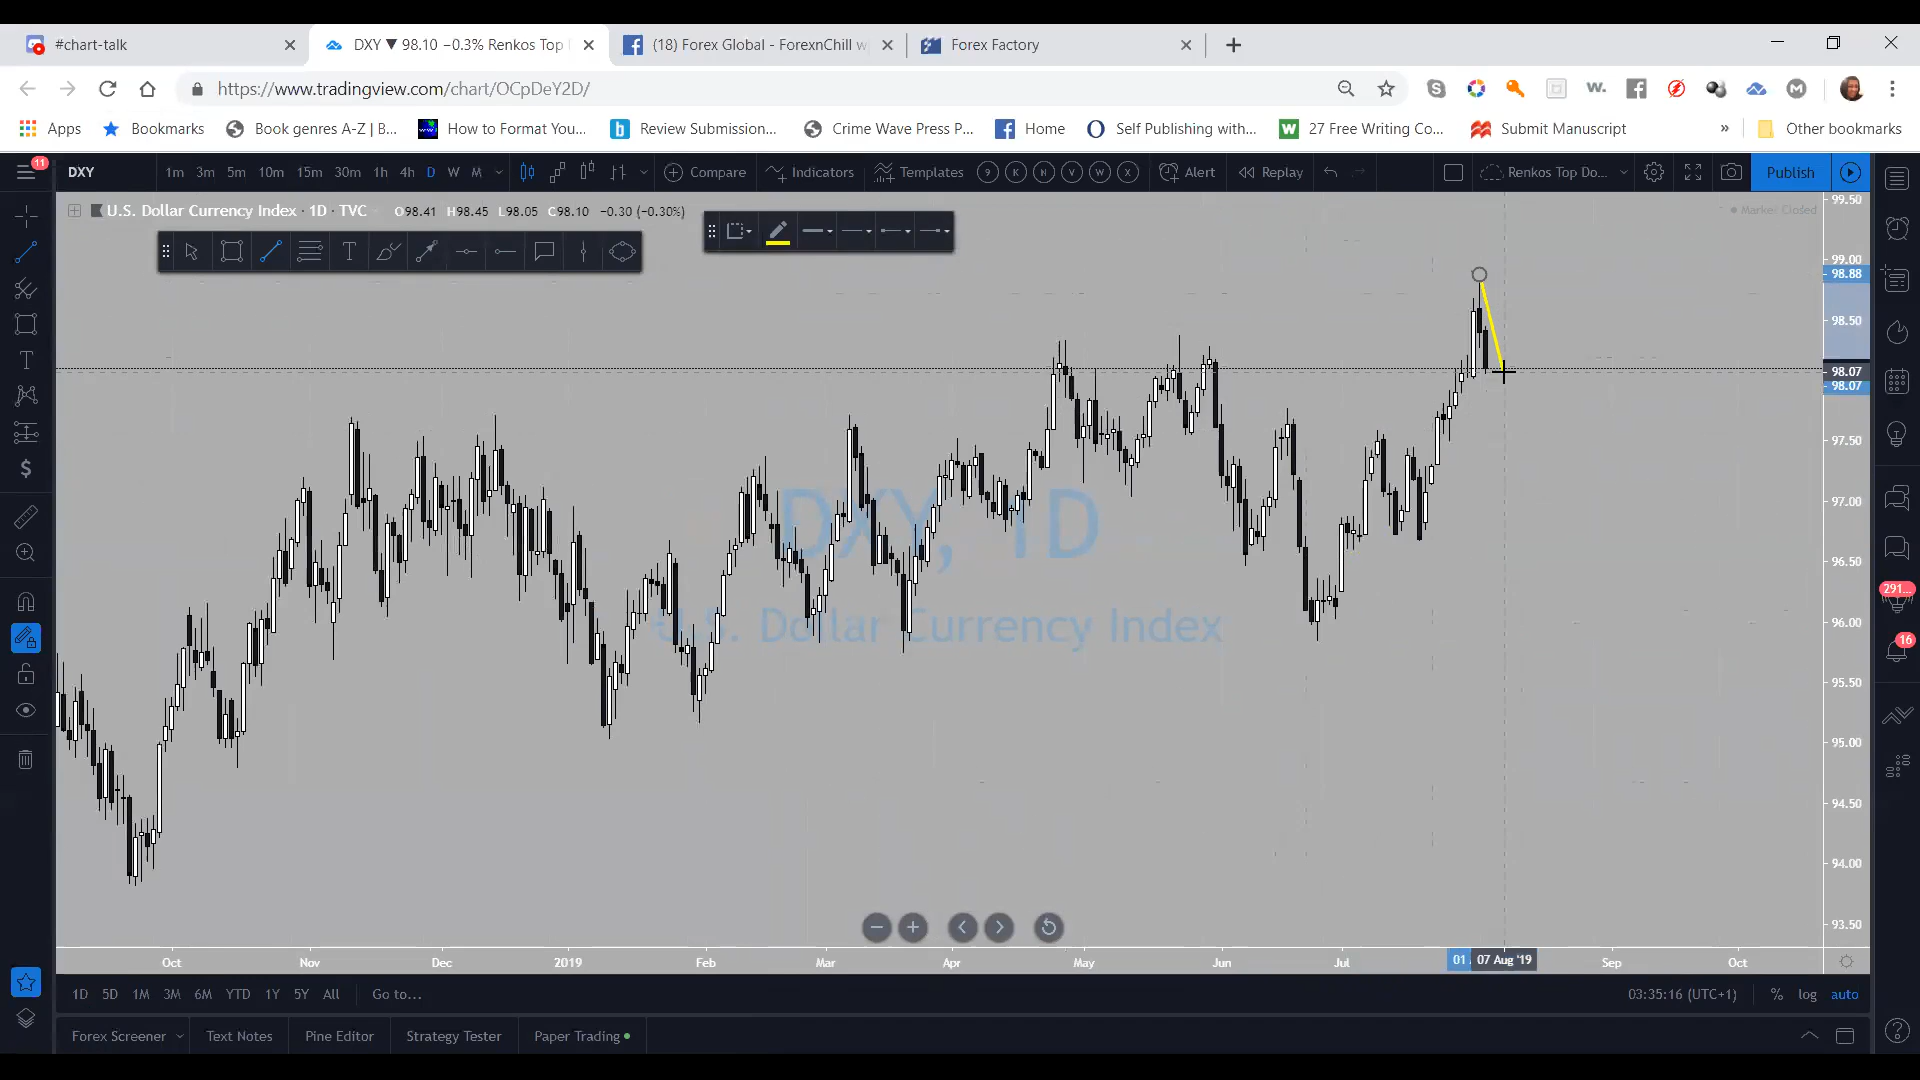 #chart-talk
DXY ▼ 98.10 −0.3% Renkos Top
(18) Forex Global - ForexnChill w
Forex Factory
https://www.tradingview.com/chart/OCpDeY2D/
Apps
Bookmarks
Book genres A-Z | B...
How to Format You...
Review Submission...
Crime Wave Press P...
Home
Self Publishing with...
27 Free Writing Co...
Submit Manuscript
»
Other bookmarks
11
DXY
1m 3m 5m 10m 15m 30m 1h 4h D W M
Compare
Indicators
Templates
9 K N V W X
Alert
Replay
Renkos Top Do...
Publish
U.S. Dollar Currency Index · 1D · TVC
O98.41 H98.45 L98.05 C98.10 −0.30 (−0.30%)
Market Closed
99.50
99.00
98.88
98.50
98.07
98.07
97.50
97.00
96.50
96.00
95.50
95.00
94.50
94.00
93.50
DXY, 1D
U.S. Dollar Currency Index
291...
16
Oct Nov Dec 2019 Feb Mar Apr May Jun Jul 01 07 Aug '19 Sep Oct
1D 5D 1M 3M 6M YTD 1Y 5Y All Go to...
03:35:16 (UTC+1) % log auto
Forex Screener
Text Notes
Pine Editor
Strategy Tester
Paper Trading